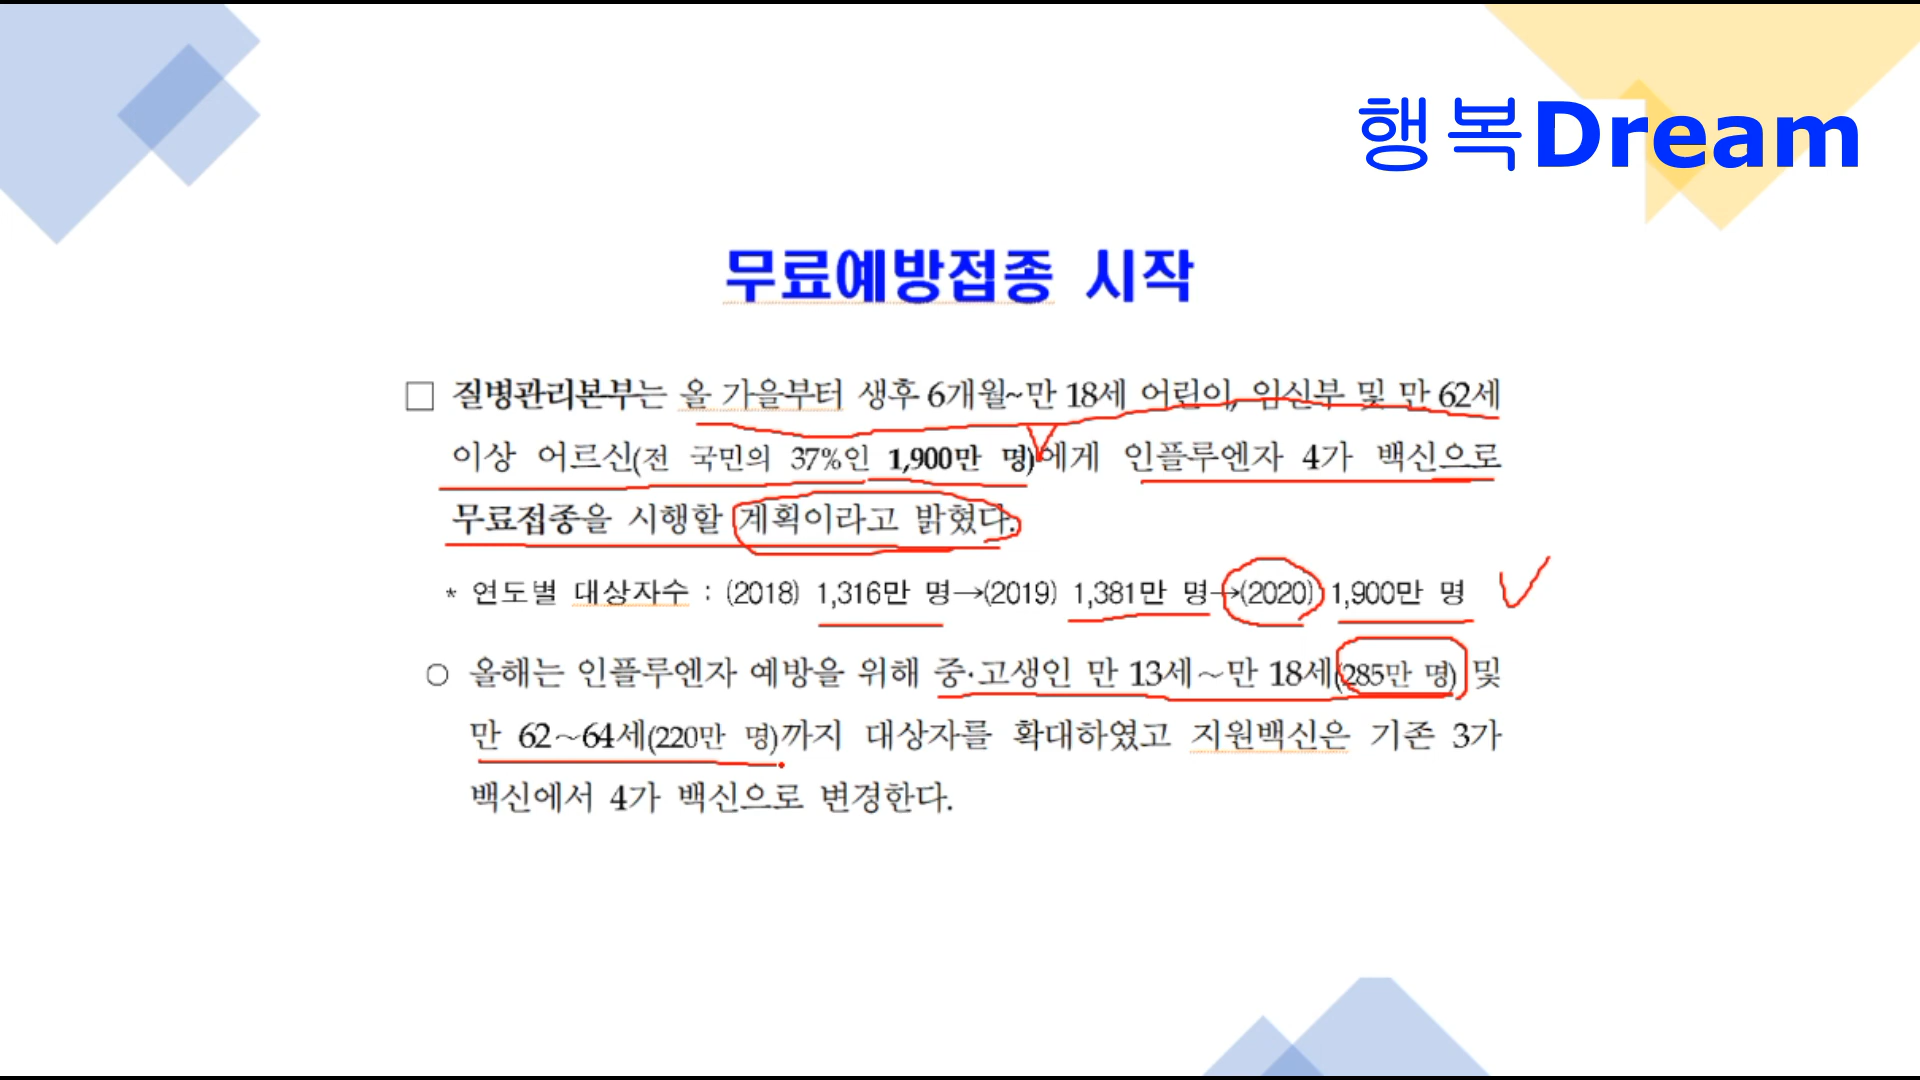 행복Dream
무료예방접종 시작
□ 질병관리본부는 올 가을부터 생후 6개월~만 18세 어린이, 임신부 및 만 62세
이상 어르신(전 국민의 37%인 1,900만 명)에게 인플루엔자 4가 백신으로
무료접종을 시행할 계획이라고 밝혔다.
* 연도별 대상자수 : (2018) 1,316만 명→(2019) 1,381만 명→(2020) 1,900만 명
○ 올해는 인플루엔자 예방을 위해 중·고생인 만 13세~만 18세(285만 명) 및
만 62~64세(220만 명)까지 대상자를 확대하였고 지원백신은 기존 3가
백신에서 4가 백신으로 변경한다.